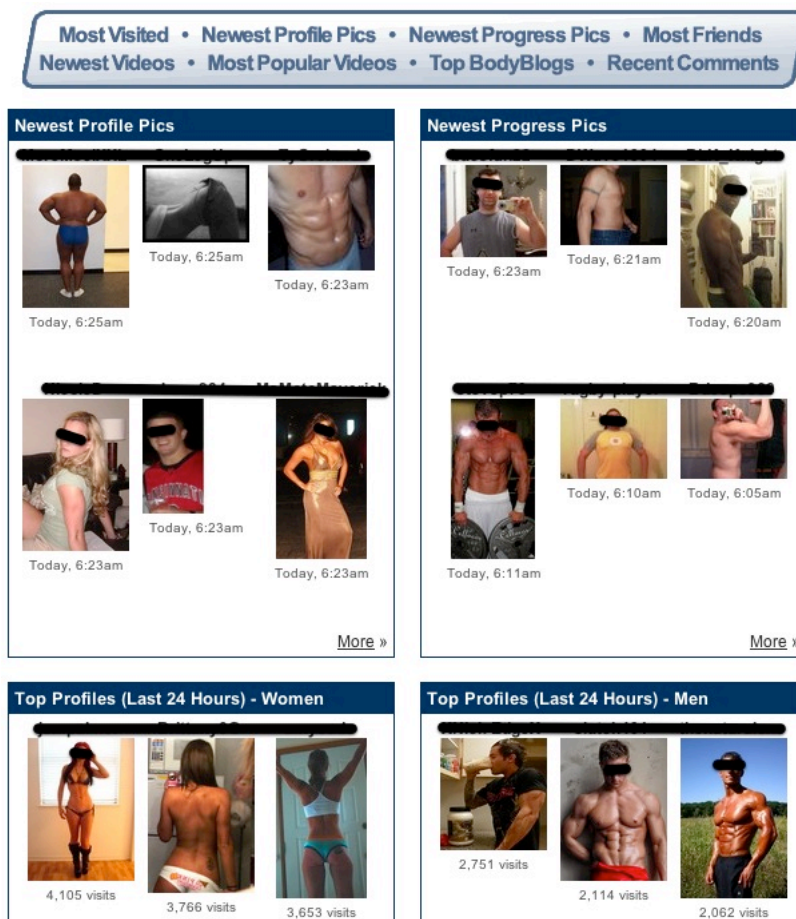 Most Visited • Newest Profile Pics • Newest Progress Pics • Most Friends
Newest Videos • Most Popular Videos • Top BodyBlogs • Recent Comments
Newest Profile Pics
Today, 6:25am
Today, 6:25am
Today, 6:23am
Today, 6:23am
Today, 6:23am
Today, 6:23am
More »
Newest Progress Pics
Today, 6:23am
Today, 6:21am
Today, 6:20am
Today, 6:11am
Today, 6:10am
Today, 6:05am
More »
Top Profiles (Last 24 Hours) - Women
4,105 visits
3,766 visits
3,653 visits
Top Profiles (Last 24 Hours) - Men
2,751 visits
2,114 visits
2,062 visits